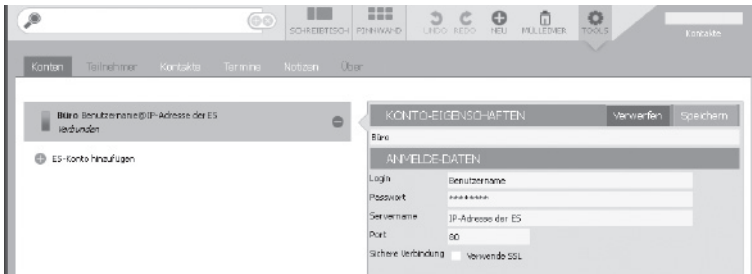 SCHREIBTISCH PINNWAND UNDO REDO NEU MÜLLEIMER TOOLS
Kontakte
Konten Teilnehmer Kontakte Termine Notizen Über
Büro Benutzername@IP-Adresse der ES
Verbunden
ES-Konto hinzufügen
KONTO-EIGENSCHAFTEN Verwerfen Speichern
Büro
ANMELDE-DATEN
Login Benutzername
Passwort ********
Servername IP-Adresse der ES
Port 80
Sichere Verbindung Verwende SSL